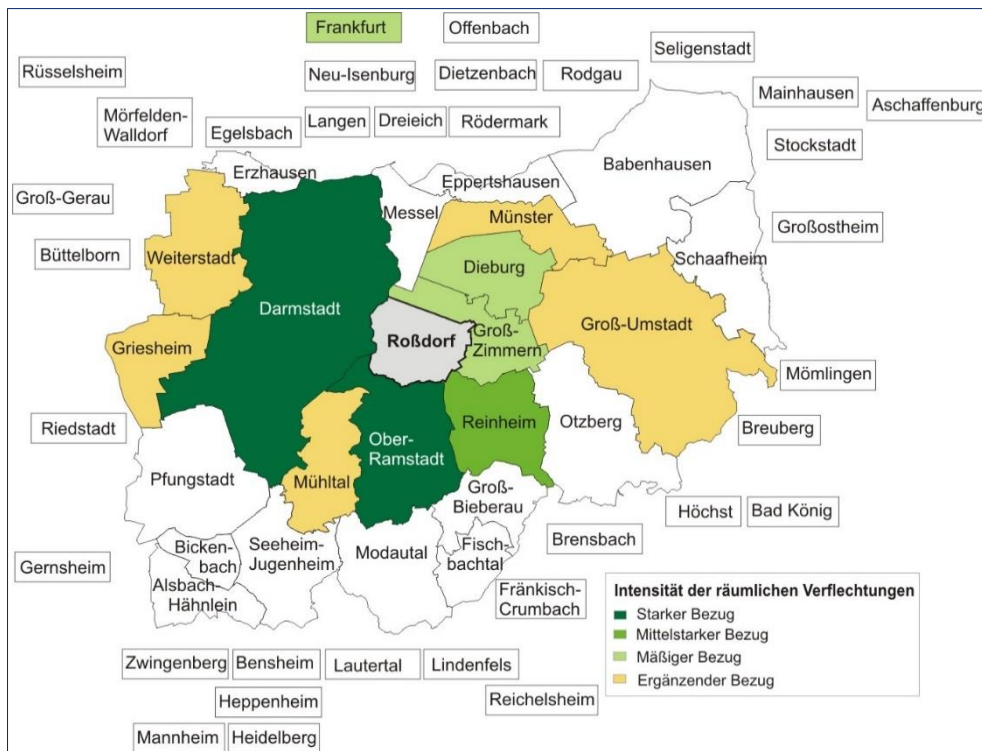 Frankfurt
Offenbach
Seligenstadt
Rüsselsheim
Neu-Isenburg
Dietzenbach
Rodgau
Mainhausen
Aschaffenburg
Mörfelden-
Walldorf
Egelsbach
Langen
Dreieich
Rödermark
Stockstadt
Erzhausen
Eppertshausen
Babenhausen
Groß-Gerau
Messel
Münster
Großostheim
Büttelborn
Weiterstadt
Dieburg
Schaafheim
Darmstadt
Groß-Umstadt
Griesheim
Roßdorf
Groß-
Zimmern
Mömlingen
Riedstadt
Reinheim
Otzberg
Breuberg
Ober-
Ramstadt
Pfungstadt
Mühltal
Groß-
Bieberau
Höchst
Bad König
Gernsheim
Bicken-
bach
Seeheim-
Jugenheim
Modautal
Fisch-
bachtal
Brensbach
Alsbach-
Hähnlein
Fränkisch-
Crumbach
Intensität der räumlichen Verflechtungen
Starker Bezug
Mittelstarker Bezug
Mäßiger Bezug
Ergänzender Bezug
Zwingenberg
Bensheim
Lautertal
Lindenfels
Heppenheim
Reichelsheim
Mannheim
Heidelberg